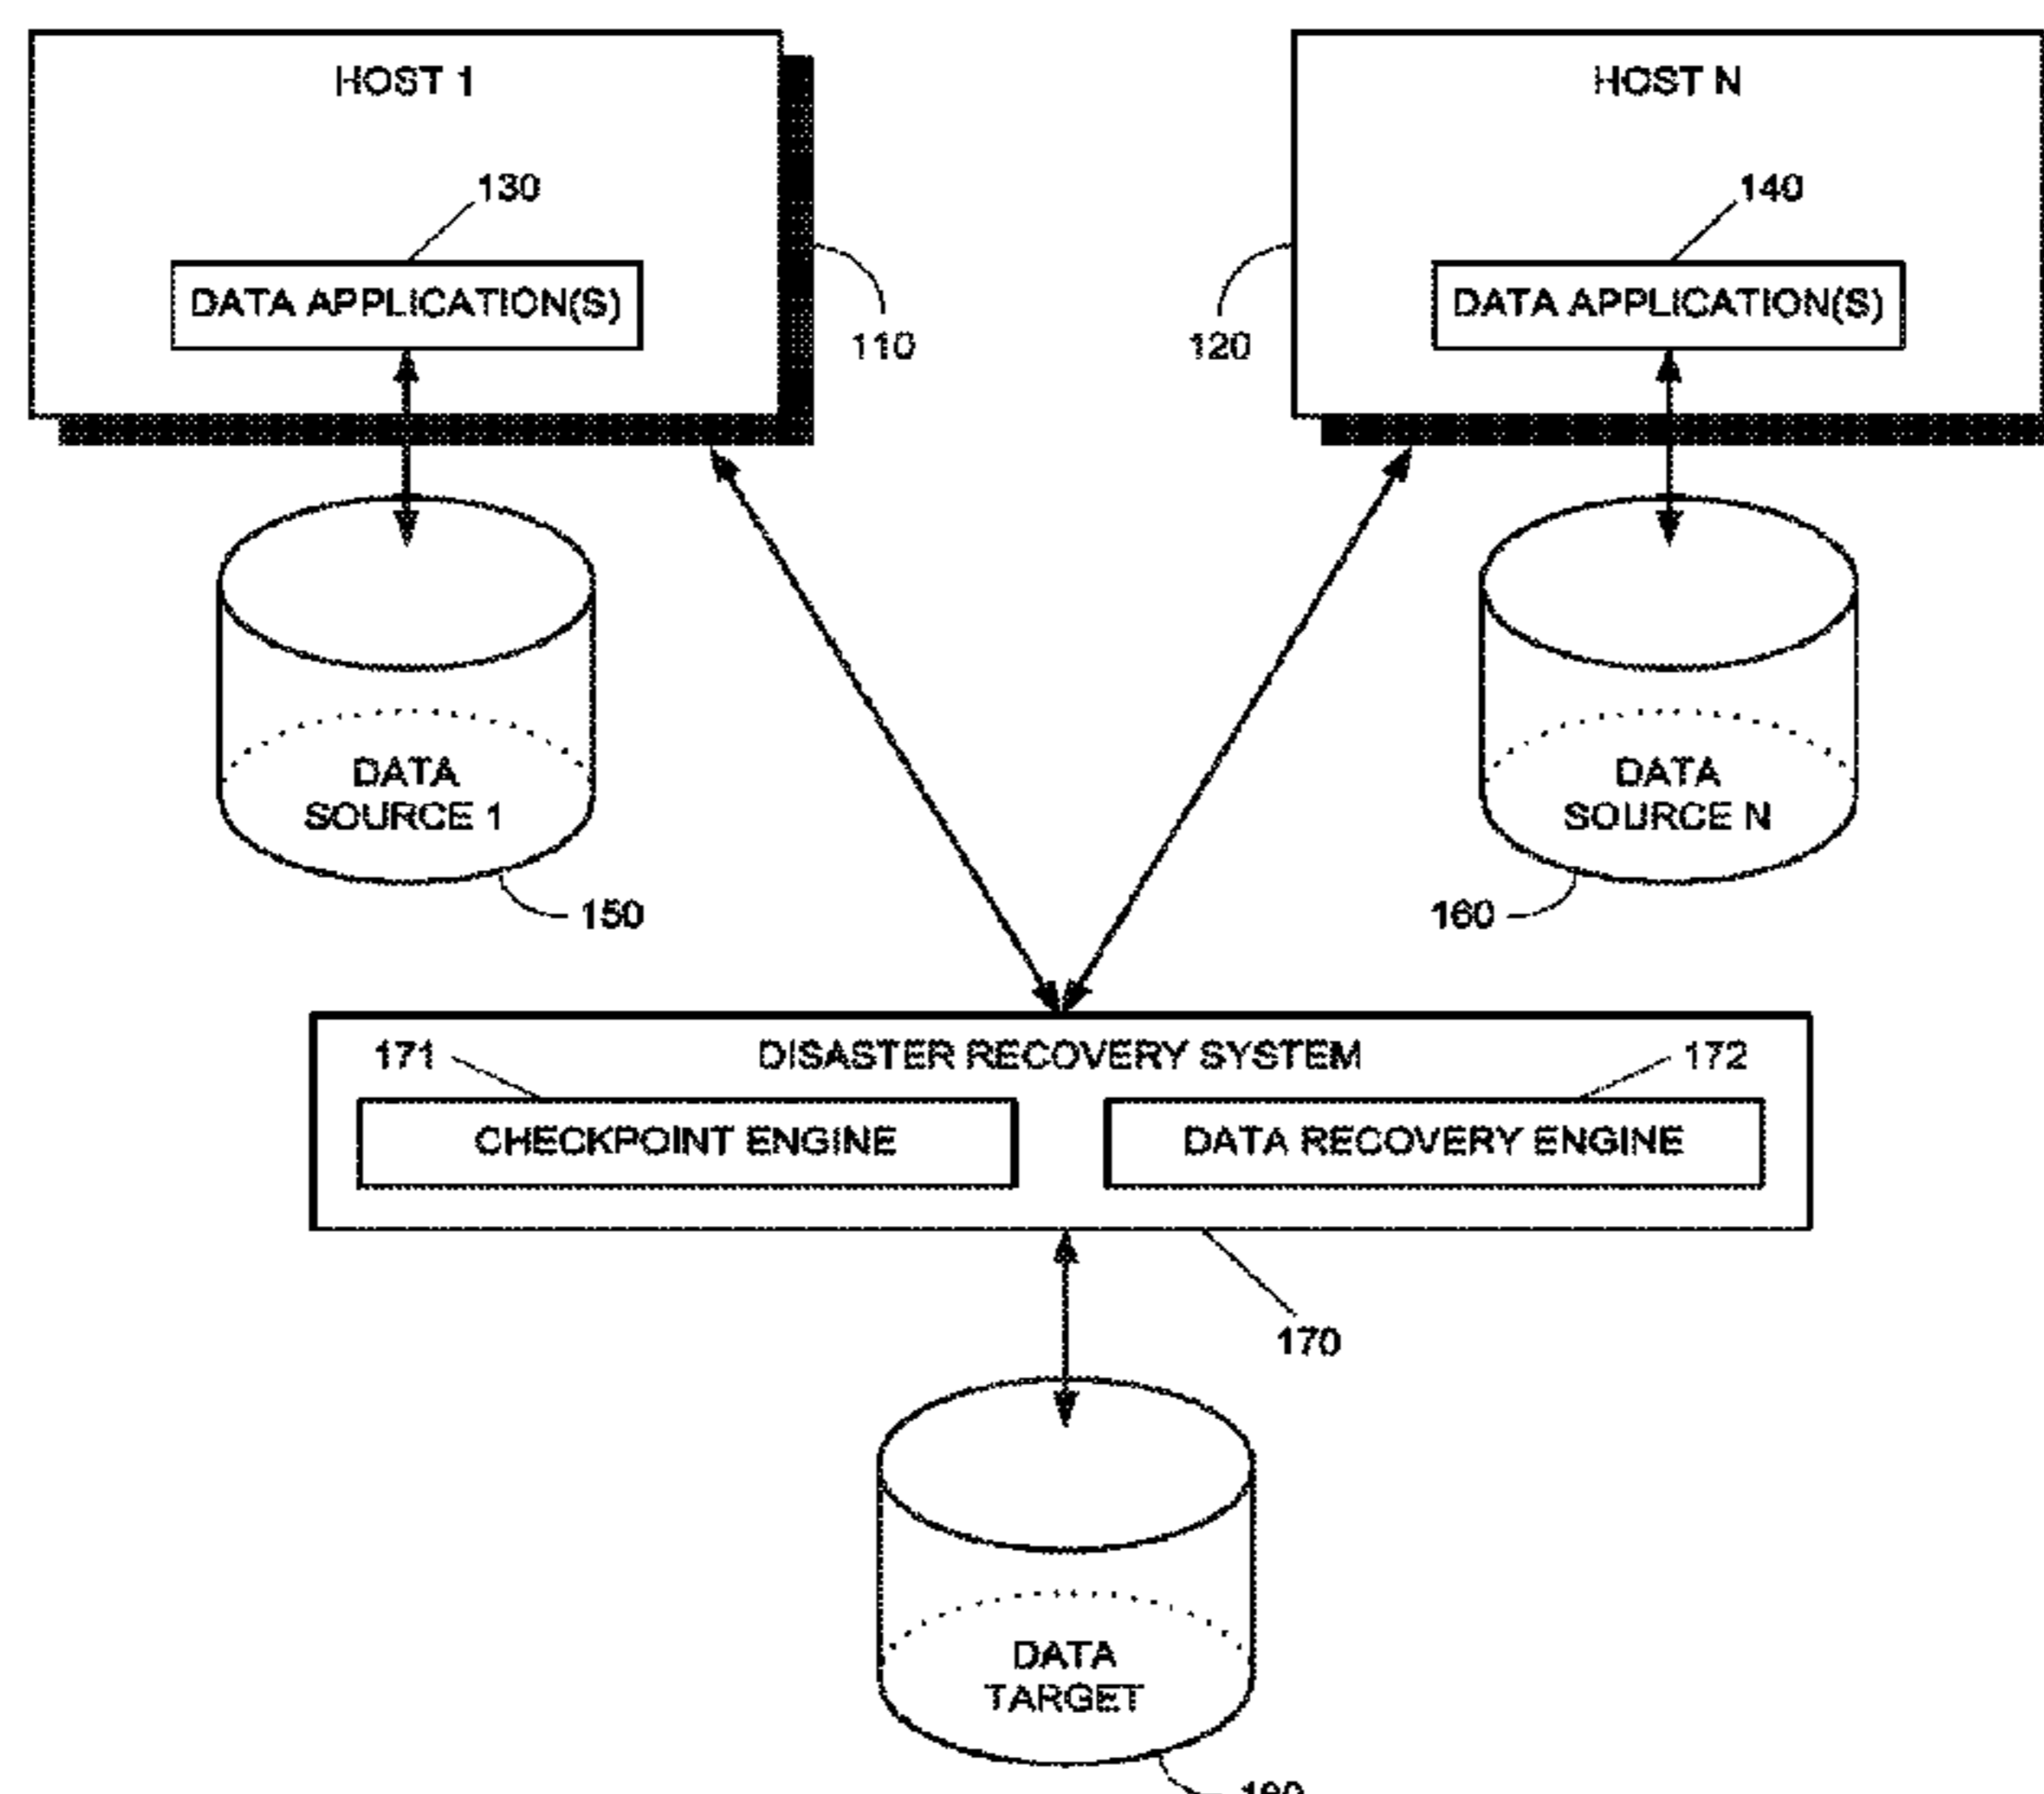 HOST 1
HOST N
130
140
DATA APPLICATION(S)
DATA APPLICATION(S)
110
120
DATA
SOURCE 1
DATA
SOURCE N
150
160
171
DISASTER RECOVERY SYSTEM
172
CHECKPOINT ENGINE
DATA RECOVERY ENGINE
170
DATA
TARGET